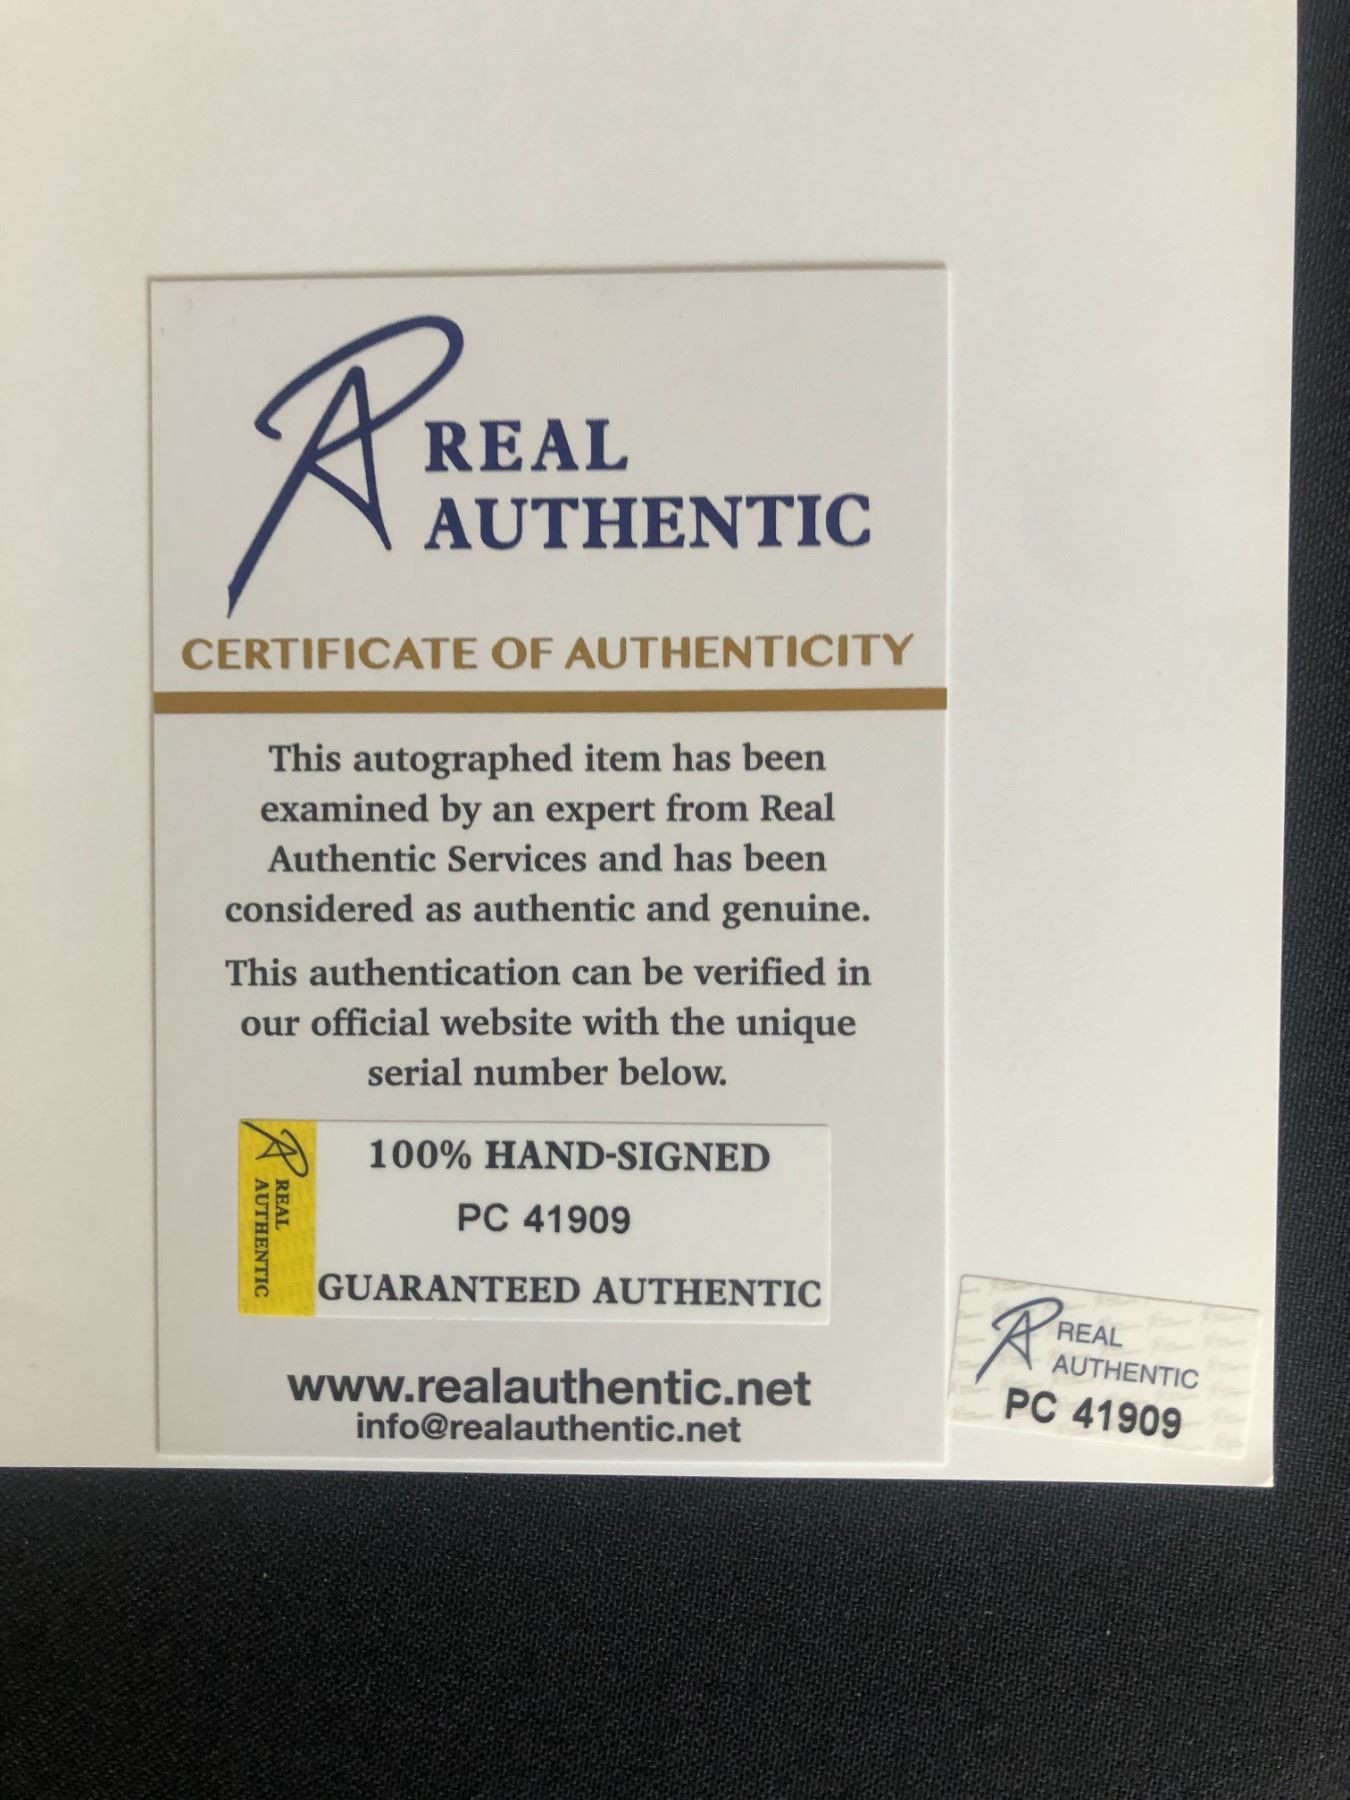 REAL
AUTHENTIC
CERTIFICATE OF AUTHENTICITY
This autographed item has been
examined by an expert from Real
Authentic Services and has been
considered as authentic and genuine.
This authentication can be verified in
our official website with the unique
serial number below.
REAL
AUTHENTIC
100% HAND-SIGNED
PC 41909
GUARANTEED AUTHENTIC
www.realauthentic.net
info@realauthentic.net
REAL
AUTHENTIC
PC 41909